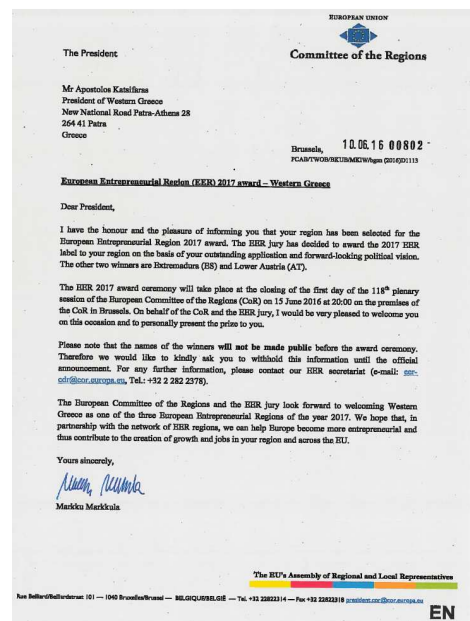 EUROPEAN UNION
The President
Committee of the Regions
Mr Apostolos Katsifaras
President of Western Greece
New National Road Patra-Athens 28
264 41 Patra
Greece
Brussels, 10.06.16 00802
PCAB/TWOB/BKUB/MKIW/bgm (2016)D1113
European Entrepreneurial Region (EER) 2017 award – Western Greece
Dear President,
I have the honour and the pleasure of informing you that your region has been selected for the
European Entrepreneurial Region 2017 award. The EER jury has decided to award the 2017 EER
label to your region on the basis of your outstanding application and forward-looking political vision.
The other two winners are Extremadura (ES) and Lower Austria (AT).
The EER 2017 award ceremony will take place at the closing of the first day of the 118th plenary
session of the European Committee of the Regions (CoR) on 15 June 2016 at 20:00 on the premises of
the CoR in Brussels. On behalf of the CoR and the EER jury, I would be very pleased to welcome you
on this occasion and to personally present the prize to you.
Please note that the names of the winners will not be made public before the award ceremony.
Therefore we would like to kindly ask you to withhold this information until the official
announcement. For any further information, please contact our EER secretariat (e-mail: eer-
cdr@cor.europa.eu, Tel.: +32 2 282 2378).
The European Committee of the Regions and the EER jury look forward to welcoming Western
Greece as one of the three European Entrepreneurial Regions of the year 2017. We hope that, in
partnership with the network of EER regions, we can help Europe become more entrepreneurial and
thus contribute to the creation of growth and jobs in your region and across the EU.
Yours sincerely,
Markku Markkula
The EU's Assembly of Regional and Local Representatives
Rue Belliard/Belliardstraat 101 — 1040 Bruxelles/Brussel — BELGIQUE/BELGIË — Tel. +32 22822314 — Fax +32 22822318 president.cor@cor.europa.eu
EN